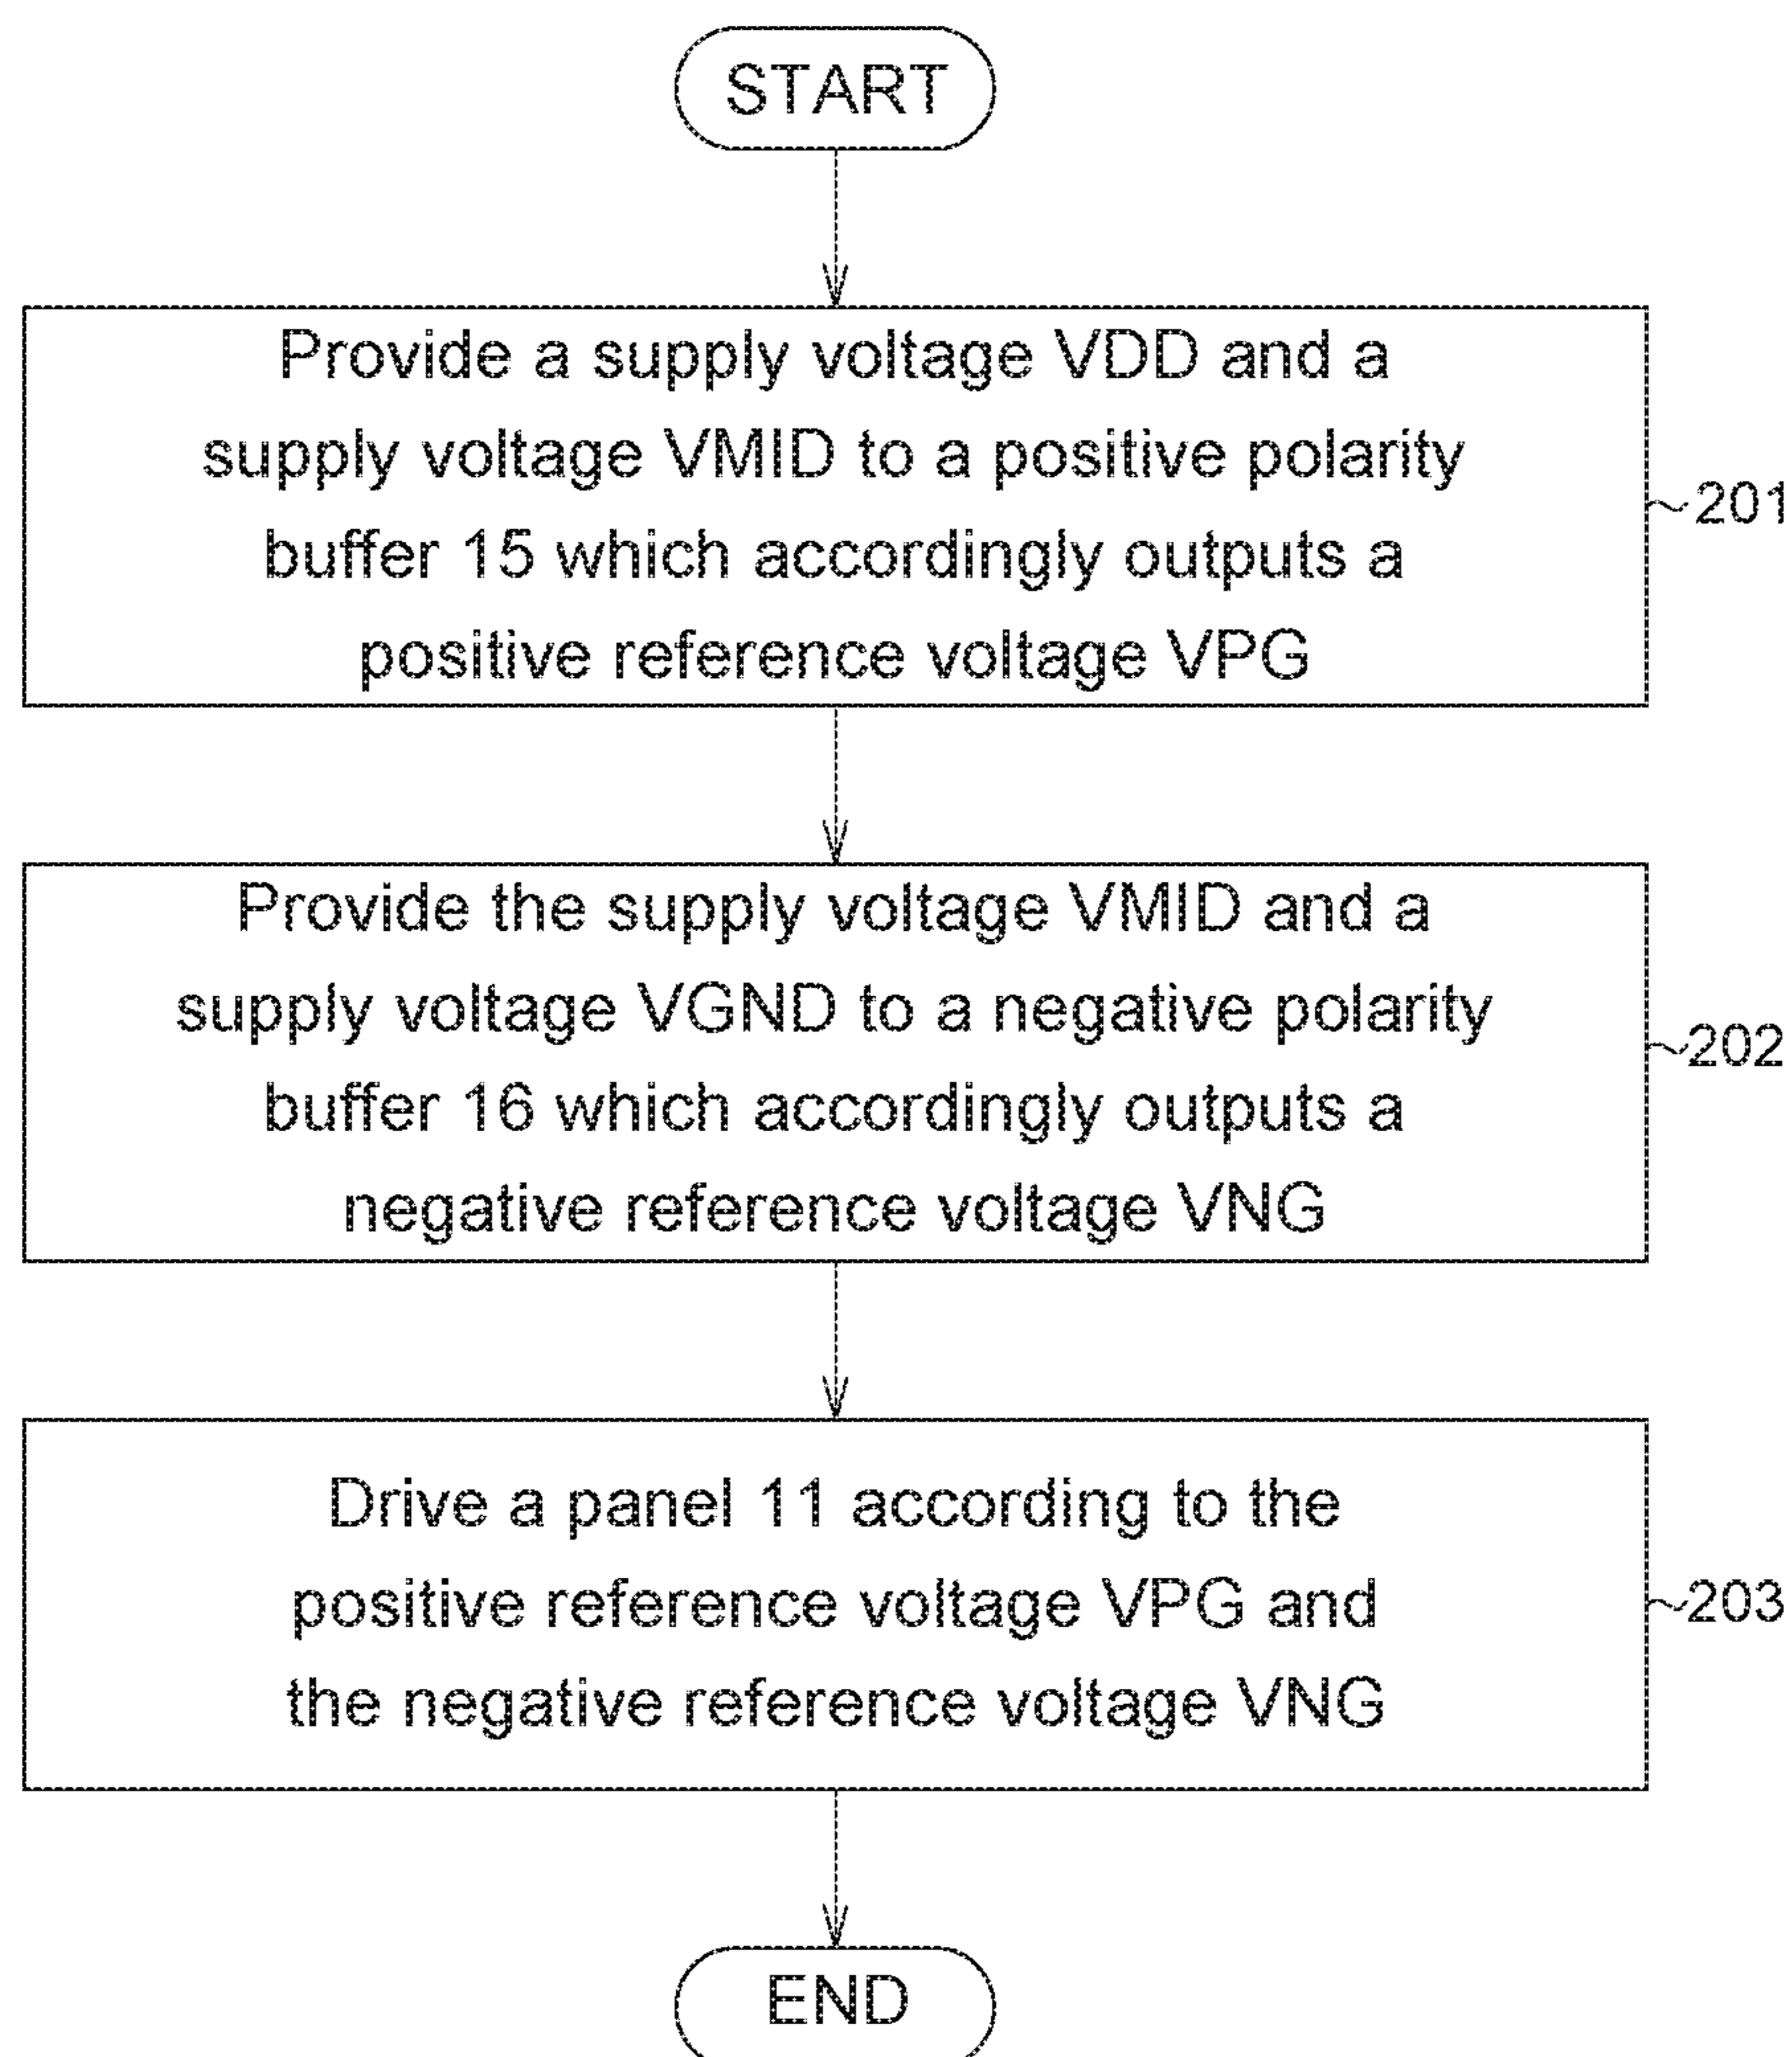 START
Provide a supply voltage VDD and a
supply voltage VMID to a positive polarity
buffer 15 which accordingly outputs a
positive reference voltage VPG
201
Provide the supply voltage VMID and a
supply voltage VGND to a negative polarity
buffer 16 which accordingly outputs a
negative reference voltage VNG
202
Drive a panel 11 according to the
positive reference voltage VPG and
the negative reference voltage VNG
203
END